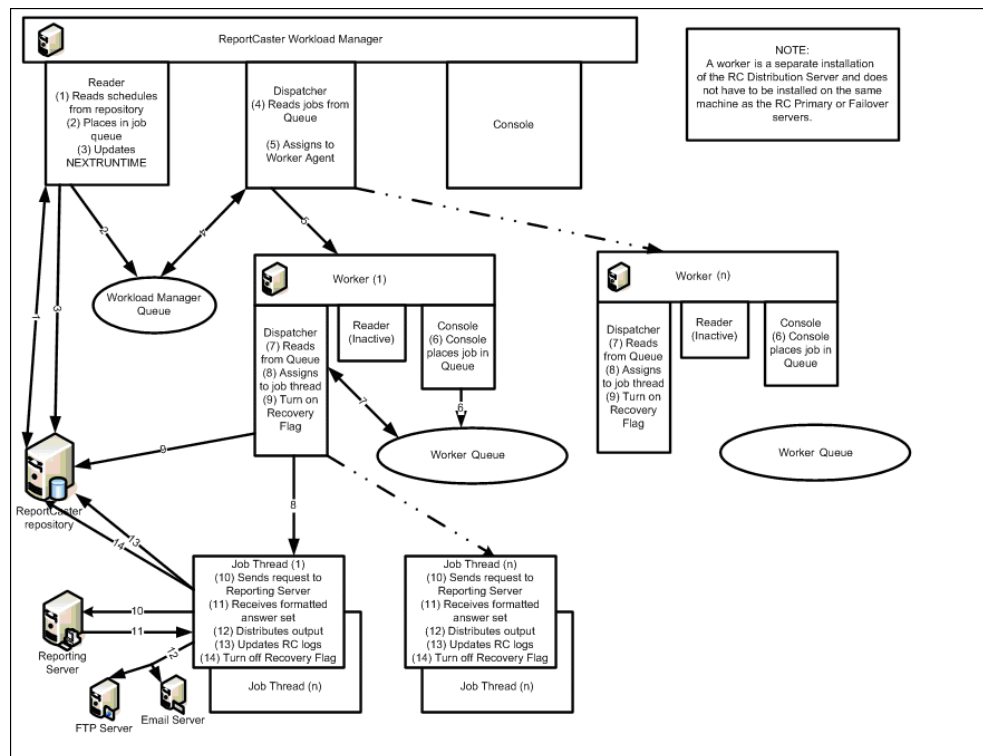 ReportCaster Workload Manager
NOTE:
A worker is a separate installation
of the RC Distribution Server and does
not have to be installed on the same
machine as the RC Primary or Failover
servers.
Reader
(1) Reads schedules
from repository
(2) Places in job
queue
(3) Updates
NEXTRUNTIME
Dispatcher
(4) Reads jobs from
Queue
(5) Assigns to
Worker Agent
Console
1
3
2
4
5
Workload Manager
Queue
Worker (1)
Dispatcher
(7) Reads
from Queue
(8) Assigns
to job thread
(9) Turn on
Recovery
Flag
Reader
(Inactive)
Console
(6) Console
places job in
Queue
7
6
Worker Queue
Worker (n)
Dispatcher
(7) Reads
from Queue
(8) Assigns
to job thread
(9) Turn on
Recovery
Flag
Reader
(Inactive)
Console
(6) Console
places job in
Queue
Worker Queue
9
8
ReportCaster
repository
13
14
Job Thread (1)
(10) Sends request to
Reporting Server
(11) Receives formatted
answer set
(12) Distributes output
(13) Updates RC logs
(14) Turn off Recovery Flag
Job Thread (n)
Job Thread (n)
(10) Sends request to
Reporting Server
(11) Receives formatted
answer set
(12) Distributes output
(13) Updates RC logs
(14) Turn off Recovery Flag
Job Thread (n)
10
11
Reporting
Server
12
FTP Server
Email Server